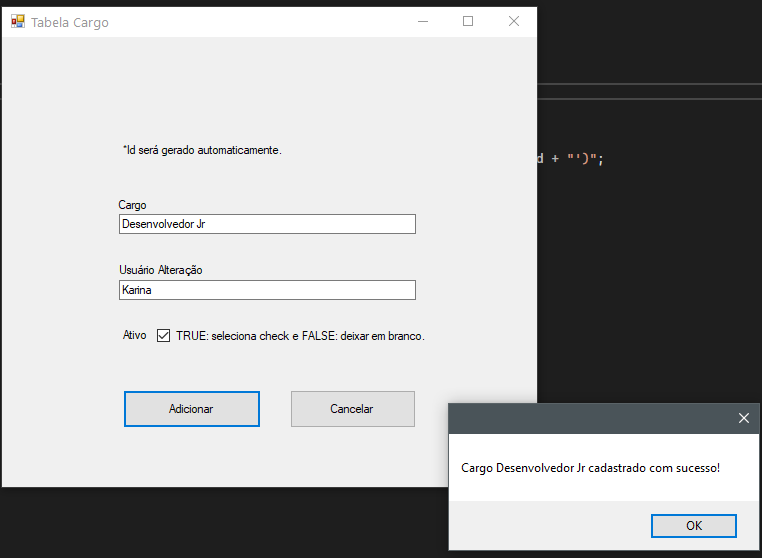 Tabela Cargo
*Id será gerado automaticamente.
d + "')";
Cargo
Desenvolvedor Jr
Usuário Alteração
Karina
Ativo TRUE: seleciona check e FALSE: deixar em branco.
Adicionar Cancelar
Cargo Desenvolvedor Jr cadastrado com sucesso!
OK